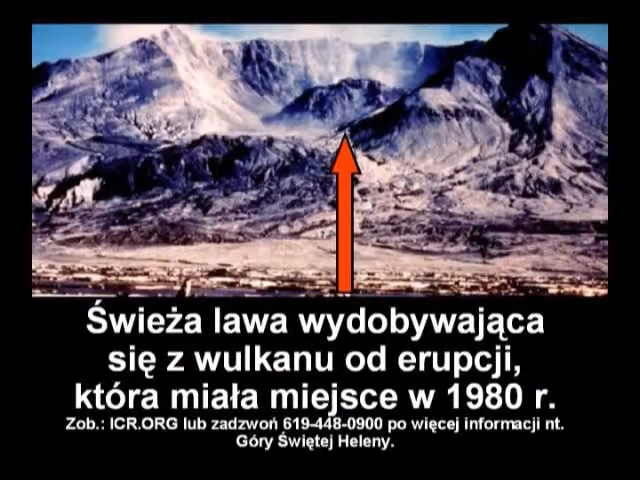 Świeża lawa wydobywająca
się z wulkanu od erupcji,
która miała miejsce w 1980 r.
Zob.: ICR.ORG lub zadzwoń 619-448-0900 po więcej informacji nt.
Góry Świętej Heleny.